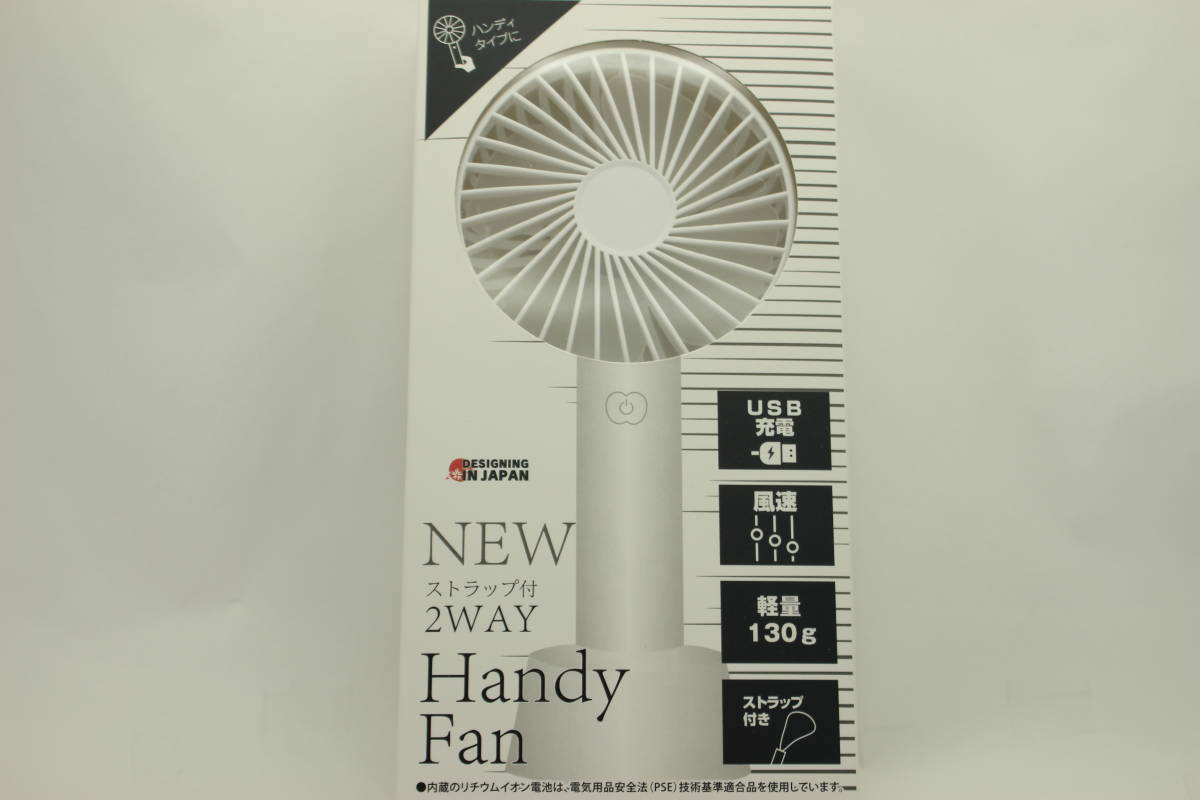 ハンディ
タイプに
USB
充電
風速
軽量
130g
ストラップ
付き
DESIGNING
IN JAPAN
NEW
ストラップ付
2WAY
Handy
Fan
●内蔵のリチウムイオン電池は、電気用品安全法(PSE)技術基準適合品を使用しています。